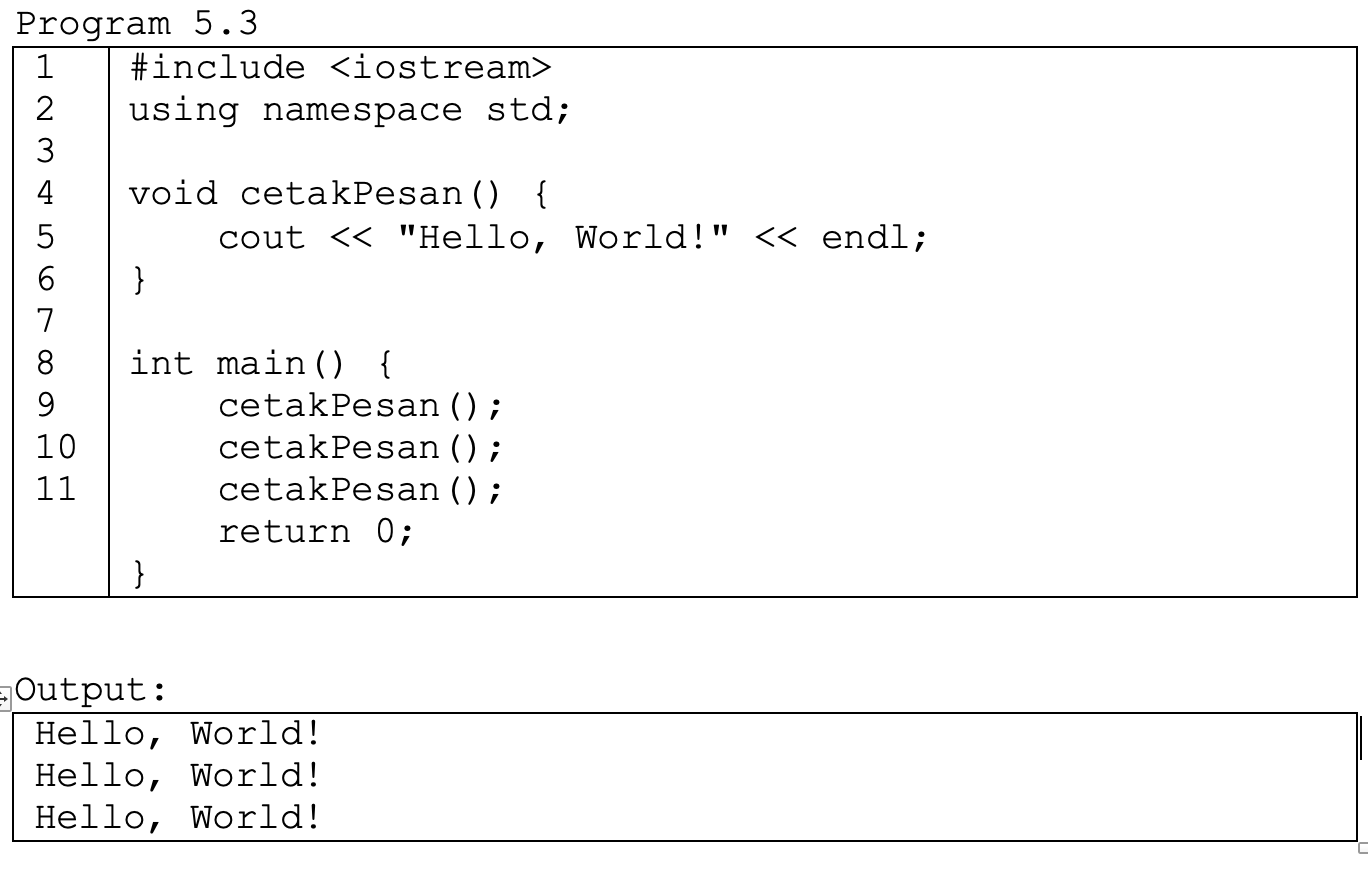 Program 5.3
1 #include <iostream>
2 using namespace std;
3
4 void cetakPesan() {
5     cout << "Hello, World!" << endl;
6 }
7
8 int main() {
9     cetakPesan();
10     cetakPesan();
11     cetakPesan();
    return 0;
}
Output:
Hello, World!
Hello, World!
Hello, World!